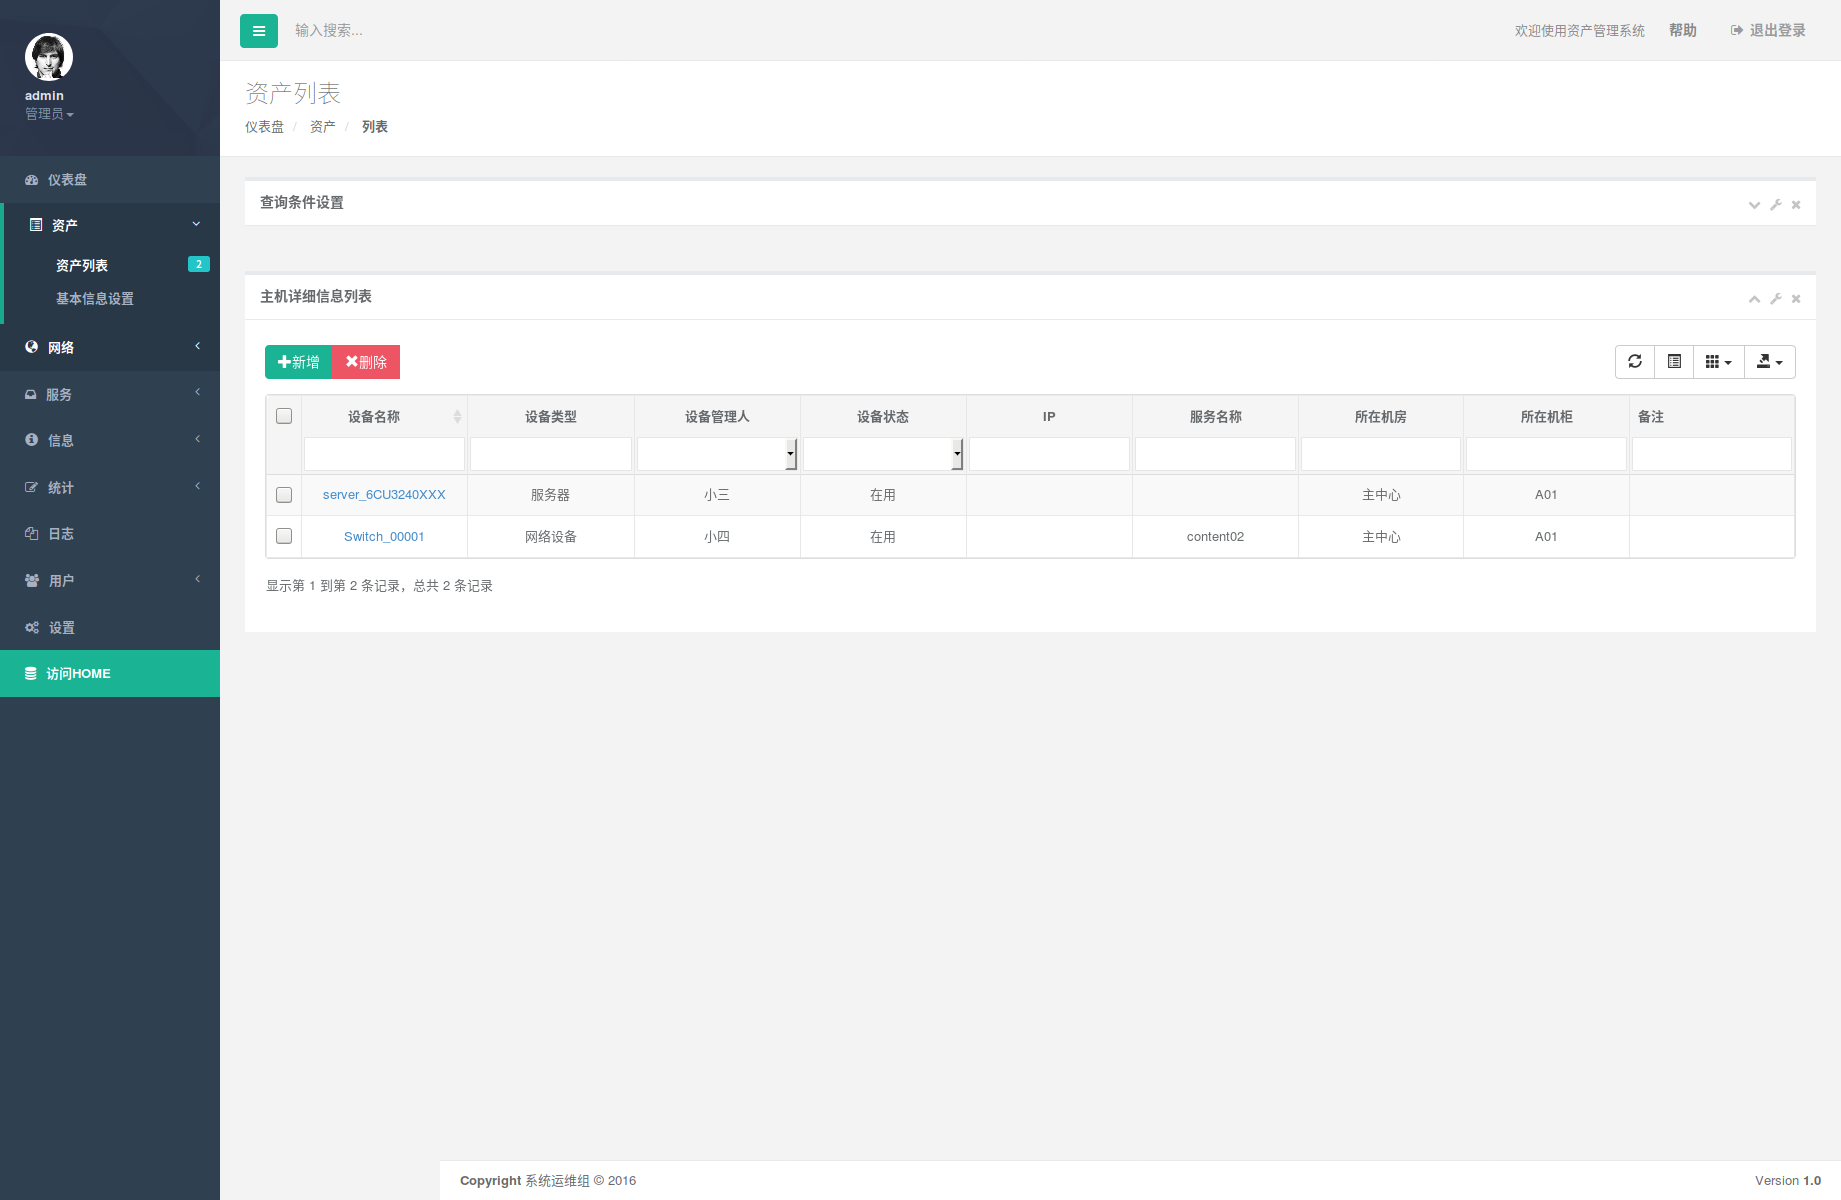 admin
管理员
仪表盘
资产
资产列表 2
基本信息设置
网络
服务
信息
统计
日志
用户
设置
访问HOME
输入搜索...
欢迎使用资产管理系统 帮助 退出登录
资产列表
仪表盘 / 资产 / 列表
查询条件设置
主机详细信息列表
新增 删除
设备名称 设备类型 设备管理人 设备状态 IP 服务名称 所在机房 所在机柜 备注
server_6CU3240XXX 服务器 小三 在用 主中心 A01
Switch_00001 网络设备 小四 在用 content02 主中心 A01
显示第 1 到第 2 条记录，总共 2 条记录
Copyright 系统运维组 © 2016
Version 1.0